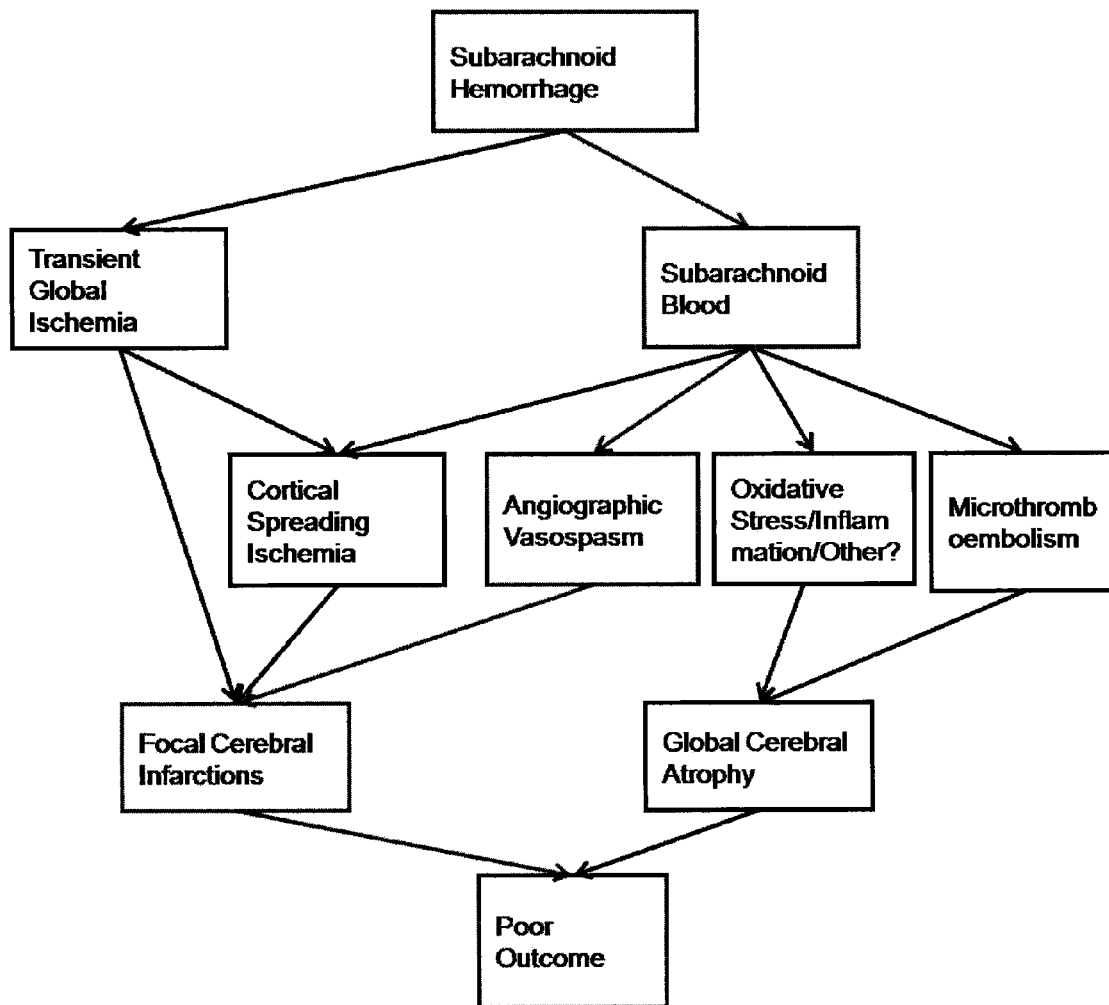 Subarachnoid
Hemorrhage
Transient
Global
Ischemia
Subarachnoid
Blood
Cortical
Spreading
Ischemia
Angiographic
Vasospasm
Oxidative
Stress/Inflam
mation/Other?
Microthromb
oembolism
Focal Cerebral
Infarctions
Global Cerebral
Atrophy
Poor
Outcome